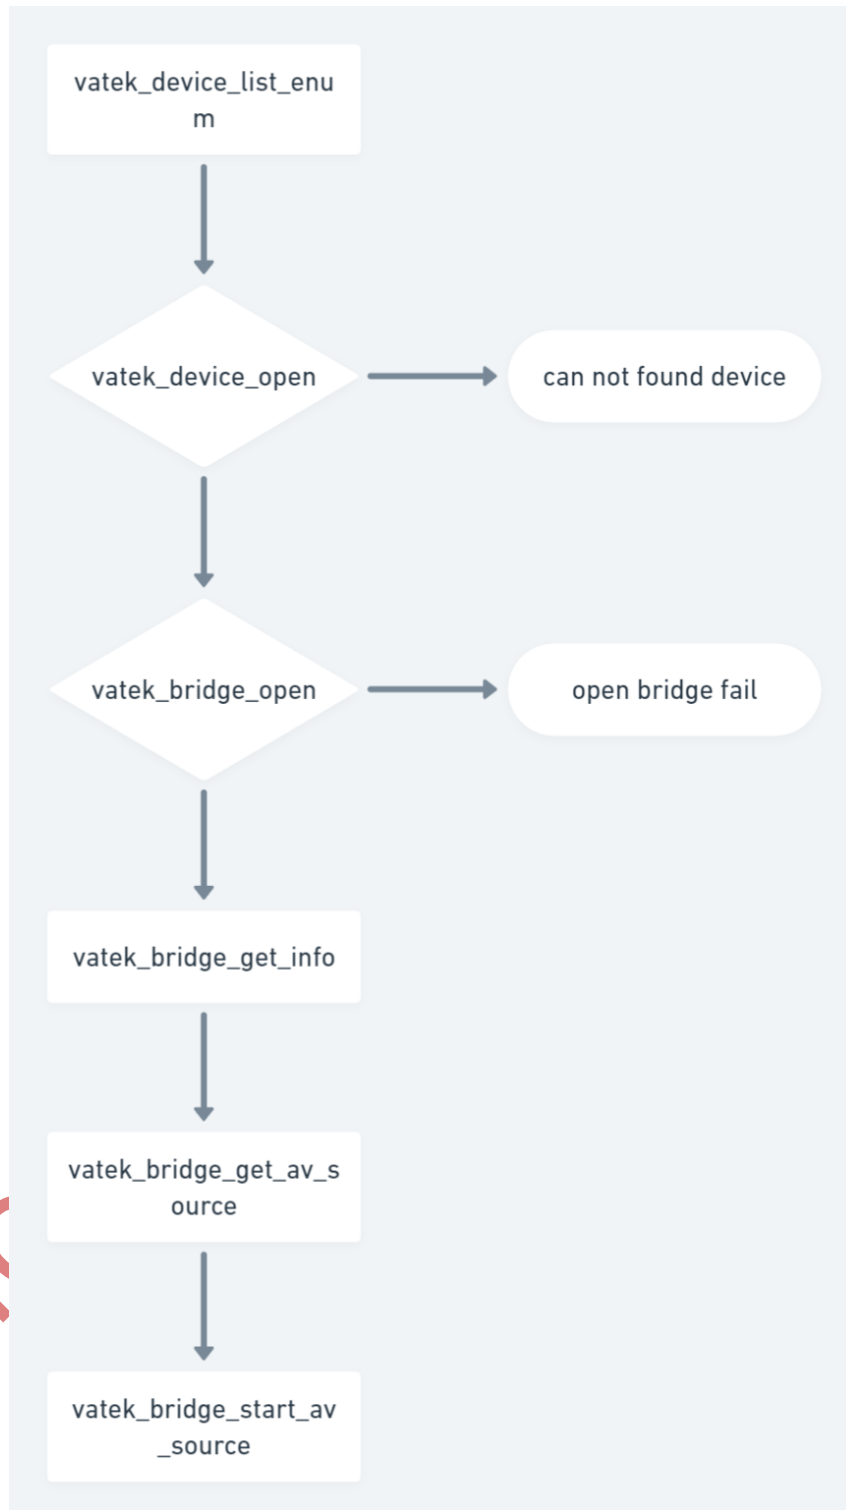 vatek_device_list_enu
m
vatek_device_open
can not found device
vatek_bridge_open
open bridge fail
vatek_bridge_get_info
vatek_bridge_get_av_s
ource
vatek_bridge_start_av
_source